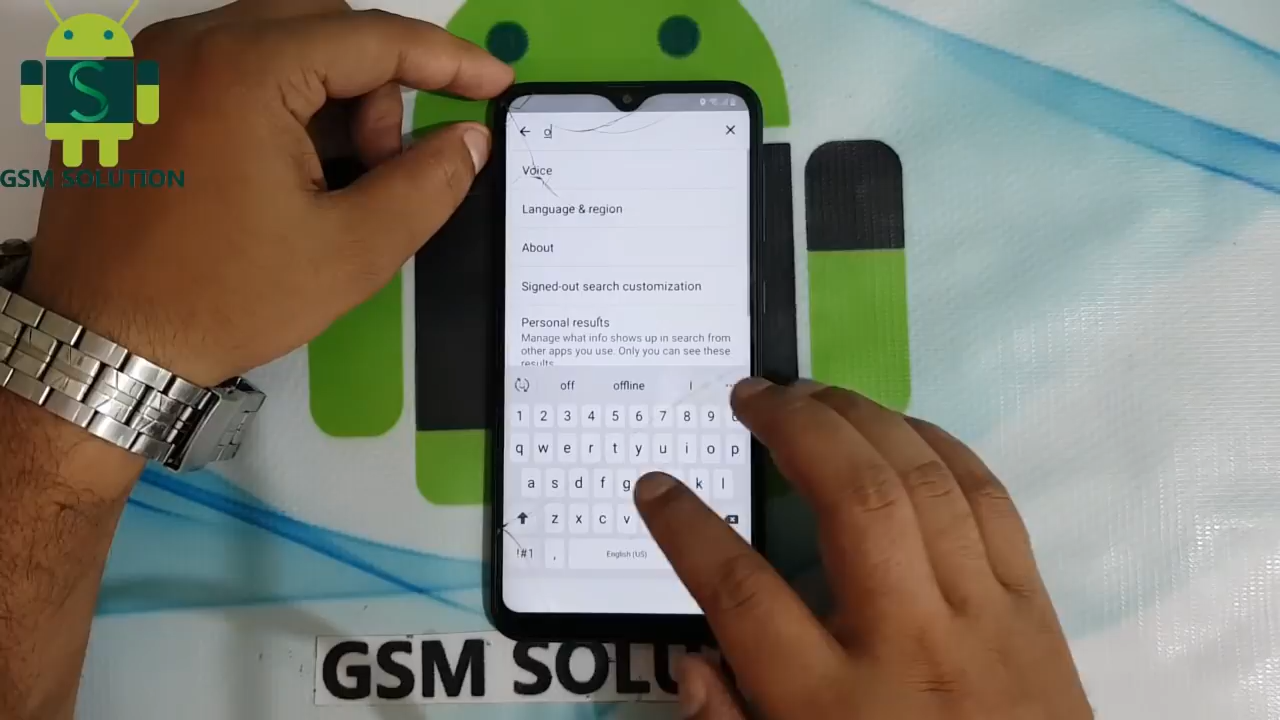 S
GSM SOLUTION
o
Voice
Language & region
About
Signed-out search customization
Personal results
Manage what info shows up in search from
other apps you use. Only you can see these
results
off offline I
1 2 3 4 5 6 7 8 9
q w e r t y u i o p
a s d f g k l
z x c v
!#1 , English (US)
GSM SOLU